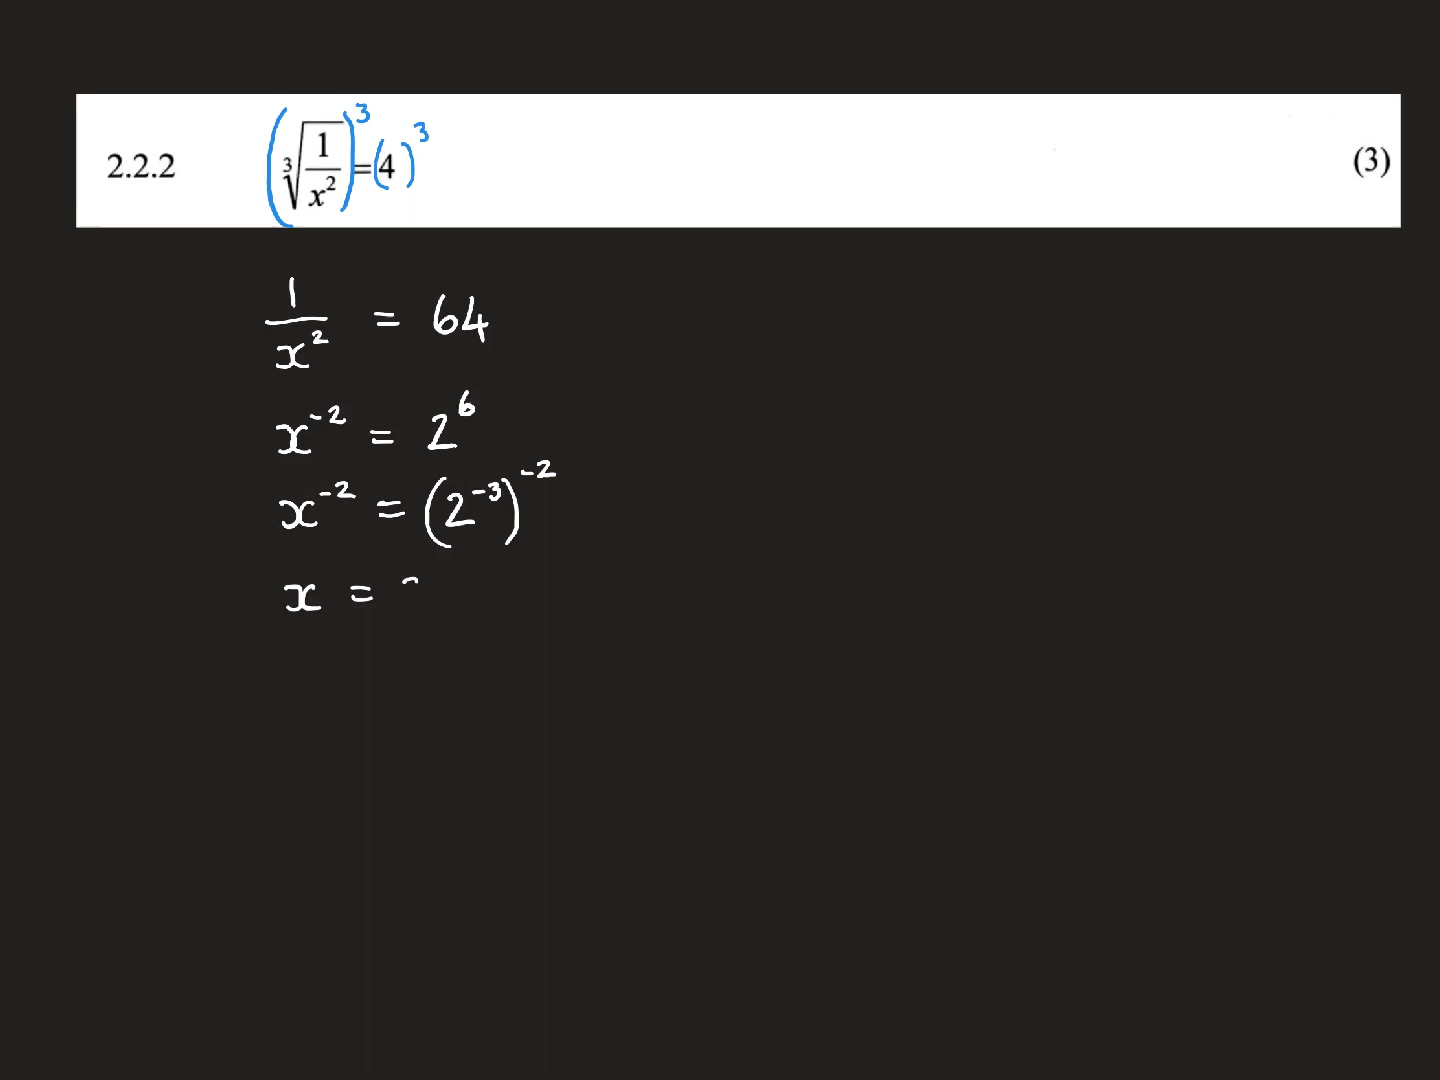 2.2.2 (∛(1/x²))³ = (4)³ (3)
1/x² = 64
x⁻² = 2⁶
x⁻² = (2⁻³)⁻²
x =